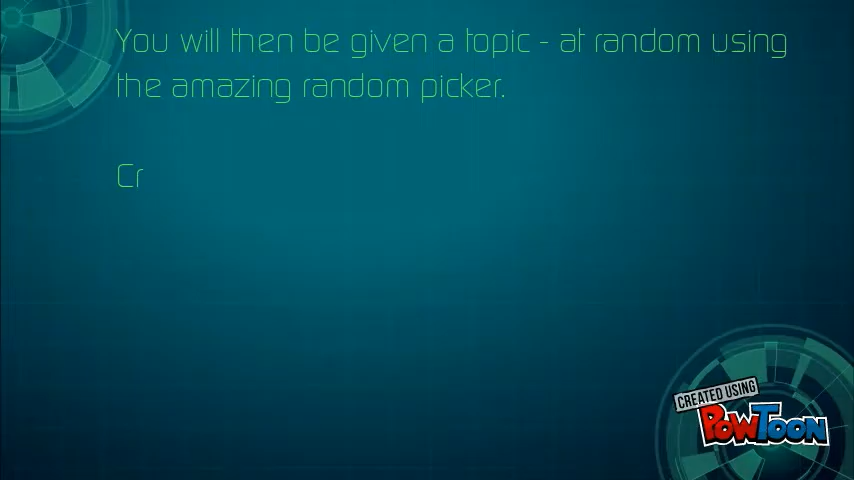 You will then be given a topic - at random using
the amazing random picker.
Cr
CREATED USING
POWTOON